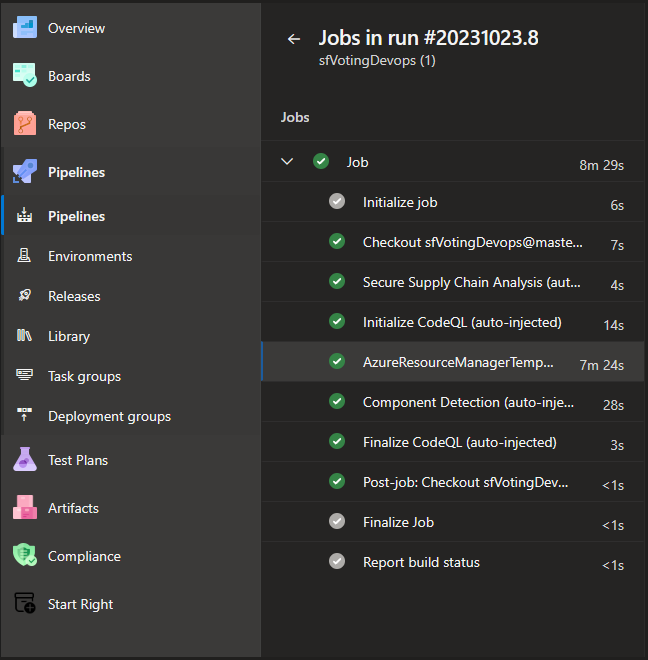 Overview
Boards
Repos
Pipelines
Pipelines
Environments
Releases
Library
Task groups
Deployment groups
Test Plans
Artifacts
Compliance
Start Right
Jobs in run #20231023.8
sfVotingDevops (1)
Jobs
Job 8m 29s
Initialize job 6s
Checkout sfVotingDevops@maste... 7s
Secure Supply Chain Analysis (aut... 4s
Initialize CodeQL (auto-injected) 14s
AzureResourceManagerTemp... 7m 24s
Component Detection (auto-inje... 28s
Finalize CodeQL (auto-injected) 3s
Post-job: Checkout sfVotingDev... <1s
Finalize Job <1s
Report build status <1s